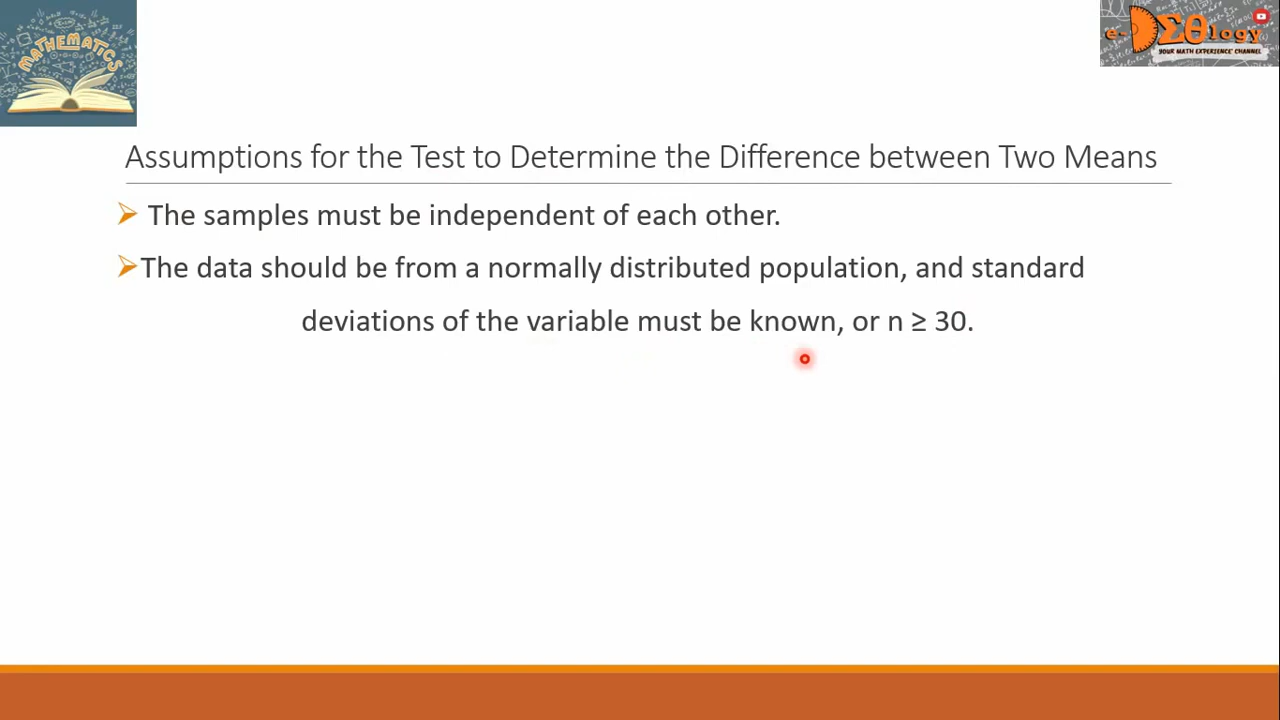 MATHEMATICS
e-DΣθlogy
YOUR MATH EXPERIENCE CHANNEL
Assumptions for the Test to Determine the Difference between Two Means
➢ The samples must be independent of each other.
➢The data should be from a normally distributed population, and standard
deviations of the variable must be known, or n ≥ 30.